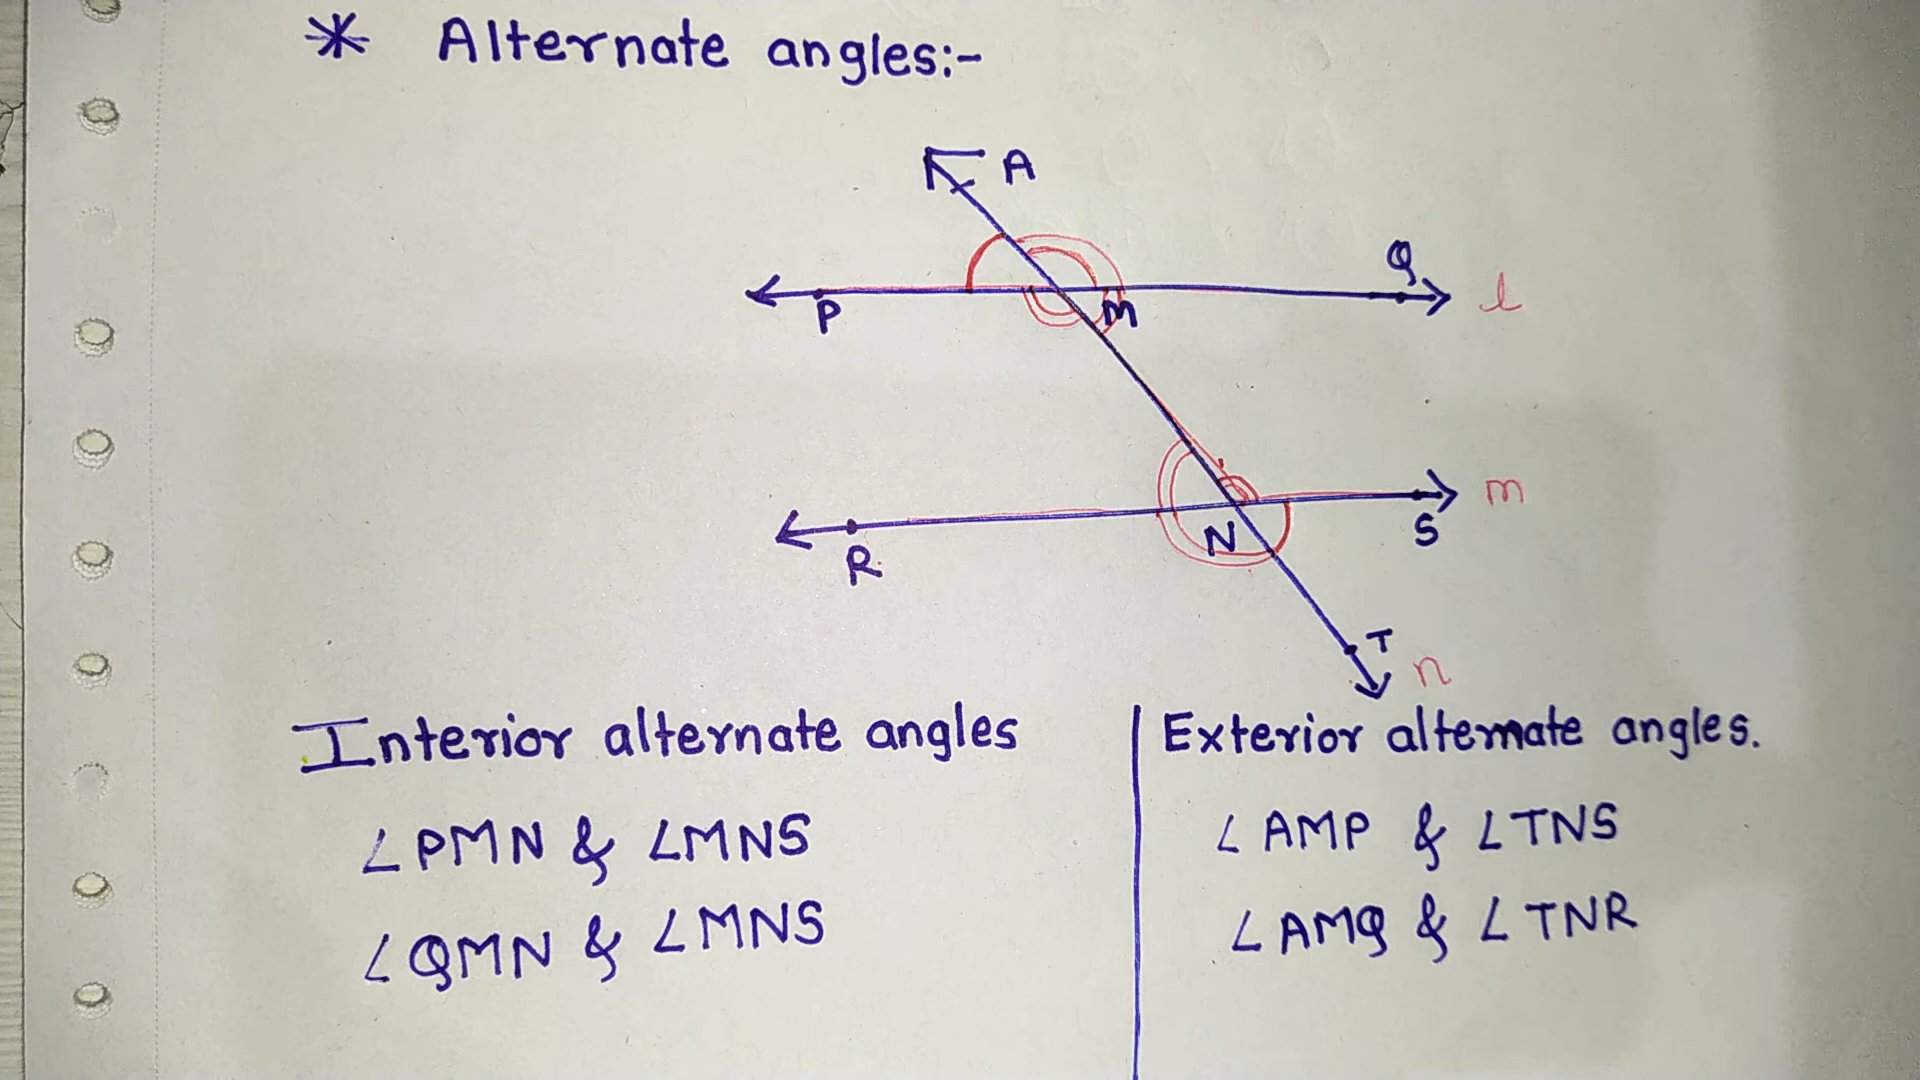 * Alternate angles:-
A
Q
l
P
M
m
S
N
R
T
n
Interior alternate angles
∠PMN & ∠MNS
∠QMN & ∠MNS
Exterior alternate angles.
∠AMP & ∠TNS
∠AMQ & ∠TNR